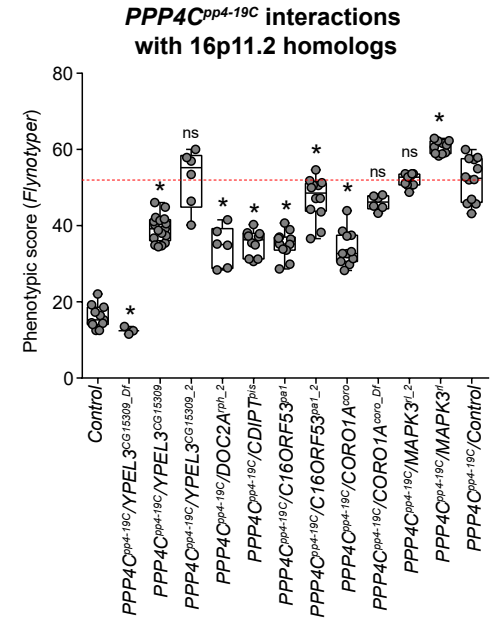 PPP4Cpp4-19C interactions
with 16p11.2 homologs
Phenotypic score (Flynotyper)
80
60
40
20
0
*
*
ns
*
*
*
*
*
ns
ns
*
Control
PPP4Cpp4-19C/YPEL3CG15309_Df
PPP4Cpp4-19C/YPEL3CG15309
PPP4Cpp4-19C/YPEL3CG15309_2
PPP4Cpp4-19C/DOC2Arph_2
PPP4Cpp4-19C/CDIPTpis
PPP4Cpp4-19C/C16ORF53pa1
PPP4Cpp4-19C/C16ORF53pa1_2
PPP4Cpp4-19C/CORO1Acoro
PPP4Cpp4-19C/CORO1Acoro_Df
PPP4Cpp4-19C/MAPK3rl_2
PPP4Cpp4-19C/MAPK3rl
PPP4Cpp4-19C/Control